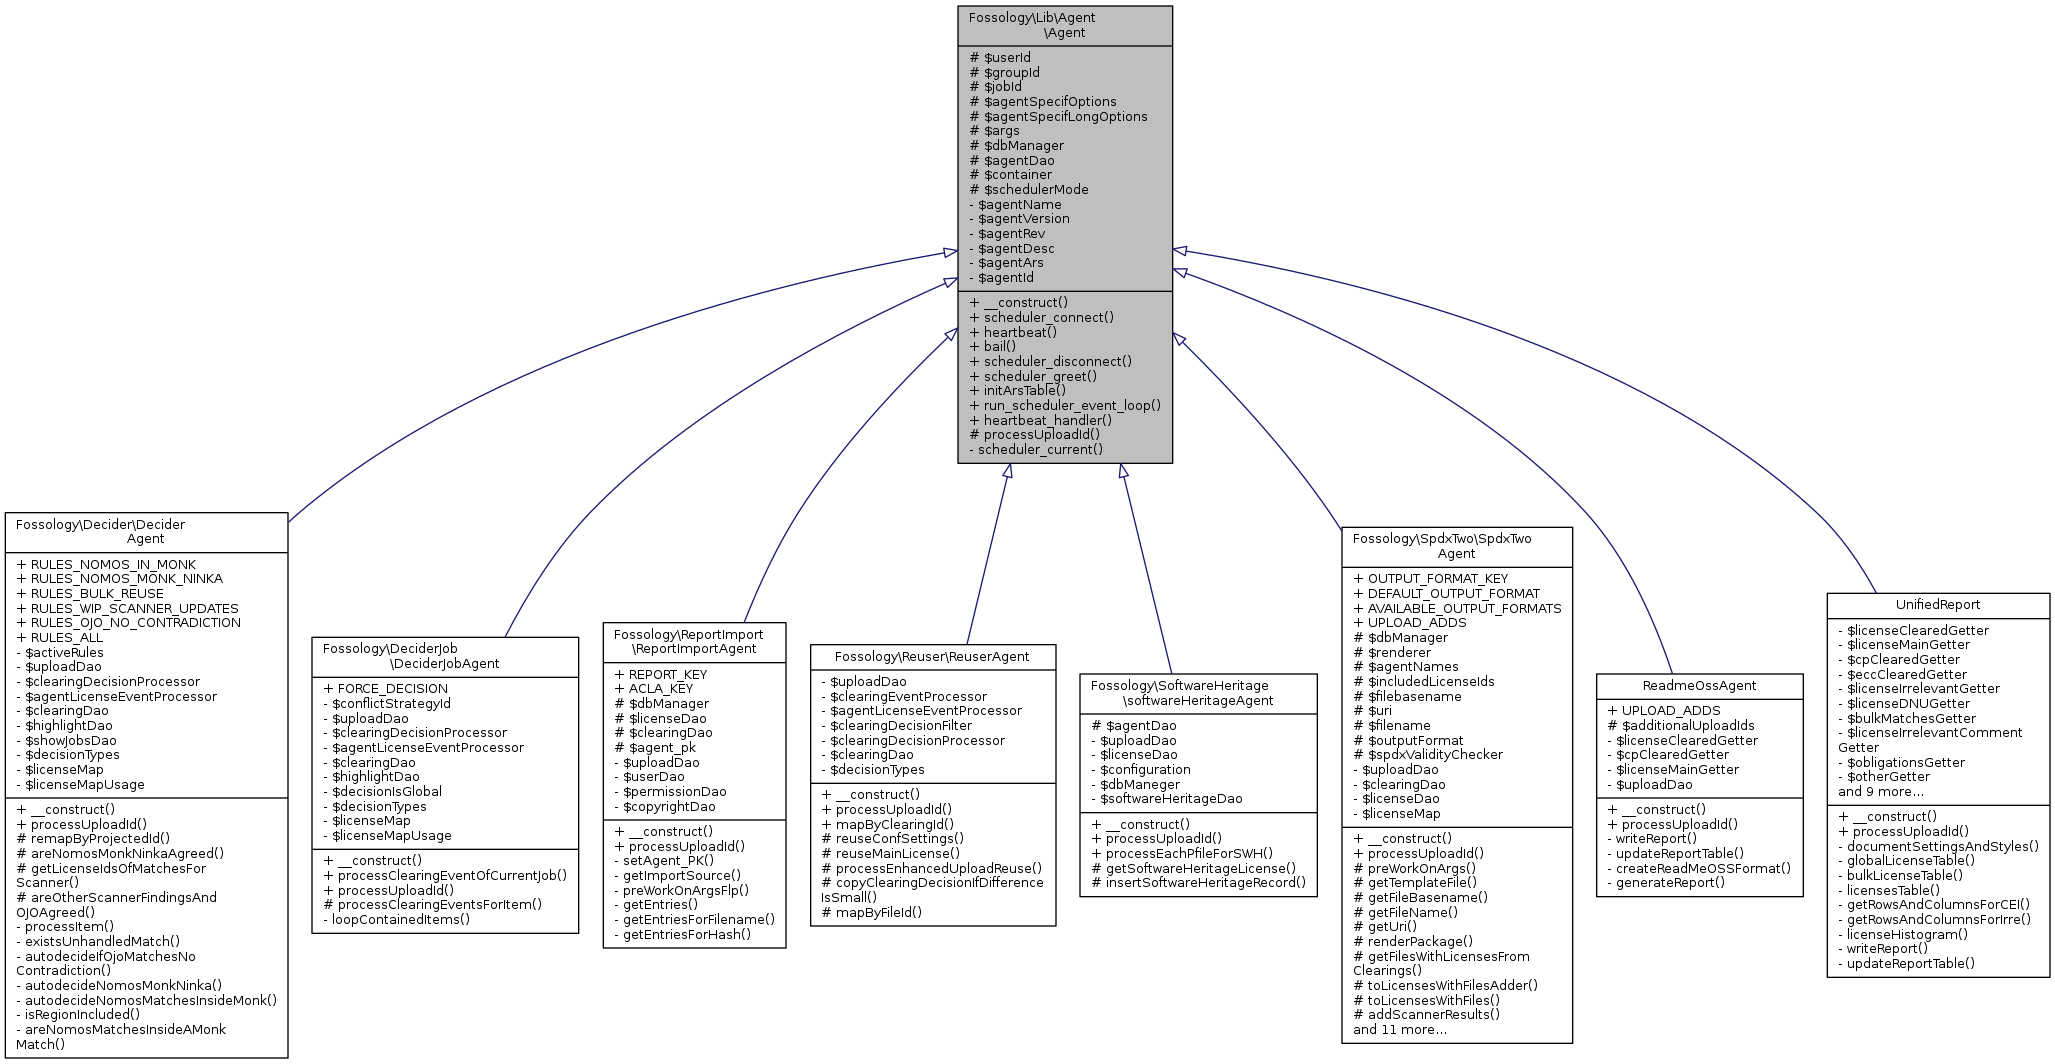 Fossology\Lib\Agent
\Agent
# $userId
# $groupId
# $jobId
# $agentSpecifOptions
# $agentSpecifLongOptions
# $args
# $dbManager
# $agentDao
# $container
# $schedulerMode
- $agentName
- $agentVersion
- $agentRev
- $agentDesc
- $agentArs
- $agentId
+ __construct()
+ scheduler_connect()
+ heartbeat()
+ bail()
+ scheduler_disconnect()
+ scheduler_greet()
+ initArsTable()
+ run_scheduler_event_loop()
+ heartbeat_handler()
# processUploadId()
- scheduler_current()
Fossology\Decider\Decider
Agent
+ RULES_NOMOS_IN_MONK
+ RULES_NOMOS_MONK_NINKA
+ RULES_BULK_REUSE
+ RULES_WIP_SCANNER_UPDATES
+ RULES_OJO_NO_CONTRADICTION
+ RULES_ALL
- $activeRules
- $uploadDao
- $clearingDecisionProcessor
- $agentLicenseEventProcessor
- $clearingDao
- $highlightDao
- $showJobsDao
- $decisionTypes
- $licenseMap
- $licenseMapUsage
+ __construct()
+ processUploadId()
# remapByProjectedId()
# areNomosMonkNinkaAgreed()
# getLicenseIdsOfMatchesFor
Scanner()
# areOtherScannerFindingsAnd
OJOAgreed()
- processItem()
- existsUnhandledMatch()
- autodecideIfOjoMatchesNo
Contradiction()
- autodecideNomosMonkNinka()
- autodecideNomosMatchesInsideMonk()
- isRegionIncluded()
- areNomosMatchesInsideAMonk
Match()
Fossology\DeciderJob
\DeciderJobAgent
+ FORCE_DECISION
- $conflictStrategyId
- $uploadDao
- $clearingDecisionProcessor
- $agentLicenseEventProcessor
- $clearingDao
- $highlightDao
- $decisionIsGlobal
- $decisionTypes
- $licenseMap
- $licenseMapUsage
+ __construct()
+ processClearingEventOfCurrentJob()
+ processUploadId()
# processClearingEventsForItem()
- loopContainedItems()
Fossology\ReportImport
\ReportImportAgent
+ REPORT_KEY
+ ACLA_KEY
# $dbManager
# $licenseDao
# $clearingDao
# $agent_pk
- $uploadDao
- $userDao
- $permissionDao
- $copyrightDao
+ __construct()
+ processUploadId()
- setAgent_PK()
- getImportSource()
- preWorkOnArgsFlp()
- getEntries()
- getEntriesForFilename()
- getEntriesForHash()
Fossology\Reuser\ReuserAgent
- $uploadDao
- $clearingEventProcessor
- $agentLicenseEventProcessor
- $clearingDecisionFilter
- $clearingDecisionProcessor
- $clearingDao
- $decisionTypes
+ __construct()
+ processUploadId()
+ mapByClearingId()
# reuseConfSettings()
# reuseMainLicense()
# processEnhancedUploadReuse()
# copyClearingDecisionIfDifference
IsSmall()
# mapByFileId()
Fossology\SoftwareHeritage
\softwareHeritageAgent
# $agentDao
- $uploadDao
- $licenseDao
- $configuration
- $dbManeger
- $softwareHeritageDao
+ __construct()
+ processUploadId()
+ processEachPfileForSWH()
# getSoftwareHeritageLicense()
# insertSoftwareHeritageRecord()
Fossology\SpdxTwo\SpdxTwo
Agent
+ OUTPUT_FORMAT_KEY
+ DEFAULT_OUTPUT_FORMAT
+ AVAILABLE_OUTPUT_FORMATS
+ UPLOAD_ADDS
# $dbManager
# $renderer
# $agentNames
# $includedLicenseIds
# $filebasename
# $uri
# $filename
# $outputFormat
# $spdxValidityChecker
- $uploadDao
- $clearingDao
- $licenseDao
- $licenseMap
+ __construct()
+ processUploadId()
# preWorkOnArgs()
# getTemplateFile()
# getFileBasename()
# getFileName()
# getUri()
# renderPackage()
# getFilesWithLicensesFrom
Clearings()
# toLicensesWithFilesAdder()
# toLicensesWithFiles()
# addScannerResults()
and 11 more...
ReadmeOssAgent
+ UPLOAD_ADDS
# $additionalUploadIds
- $licenseClearedGetter
- $cpClearedGetter
- $licenseMainGetter
- $uploadDao
+ __construct()
+ processUploadId()
- writeReport()
- updateReportTable()
- createReadMeOSSFormat()
- generateReport()
UnifiedReport
- $licenseClearedGetter
- $licenseMainGetter
- $cpClearedGetter
- $eccClearedGetter
- $licenseIrrelevantGetter
- $licenseDNUGetter
- $bulkMatchesGetter
- $licenseIrrelevantComment
Getter
- $obligationsGetter
- $otherGetter
and 9 more...
+ __construct()
+ processUploadId()
- documentSettingsAndStyles()
- globalLicenseTable()
- bulkLicenseTable()
- licensesTable()
- getRowsAndColumnsForCEI()
- getRowsAndColumnsForIrre()
- licenseHistogram()
- writeReport()
- updateReportTable()